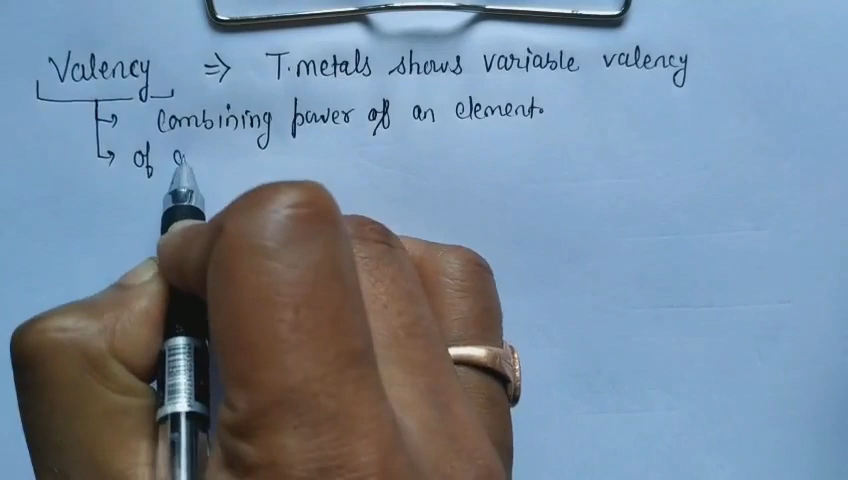 Valency ⇒ T.metals shows variable valency
↳ Combining power of an element.
↳ of